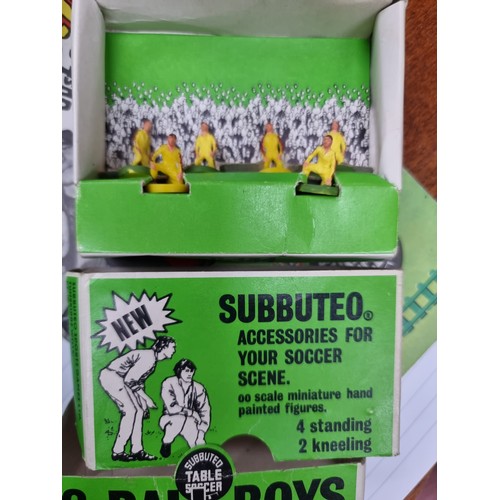 NEW
SUBBUTEO®
ACCESSORIES FOR
YOUR SOCCER
SCENE.
oo scale miniature hand
painted figures.
4 standing
2 kneeling
SUBBUTEO
TABLE
SOCCER
BOYS